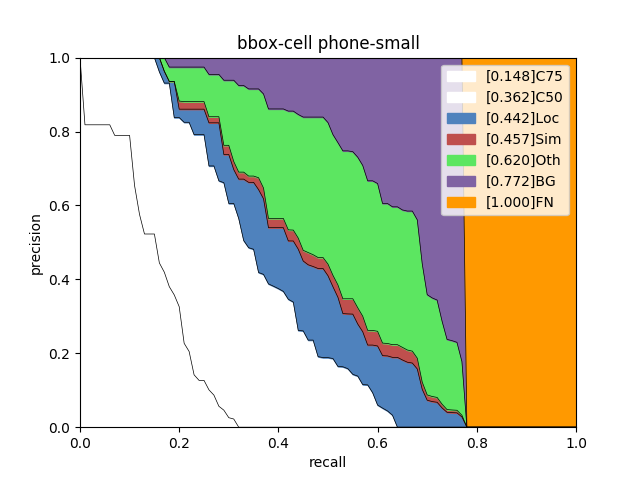 bbox-cell phone-small
1.0
0.8
0.6
0.4
0.2
0.0
precision
[0.148]C75
[0.362]C50
[0.442]Loc
[0.457]Sim
[0.620]Oth
[0.772]BG
[1.000]FN
0.0 0.2 0.4 0.6 0.8 1.0
recall